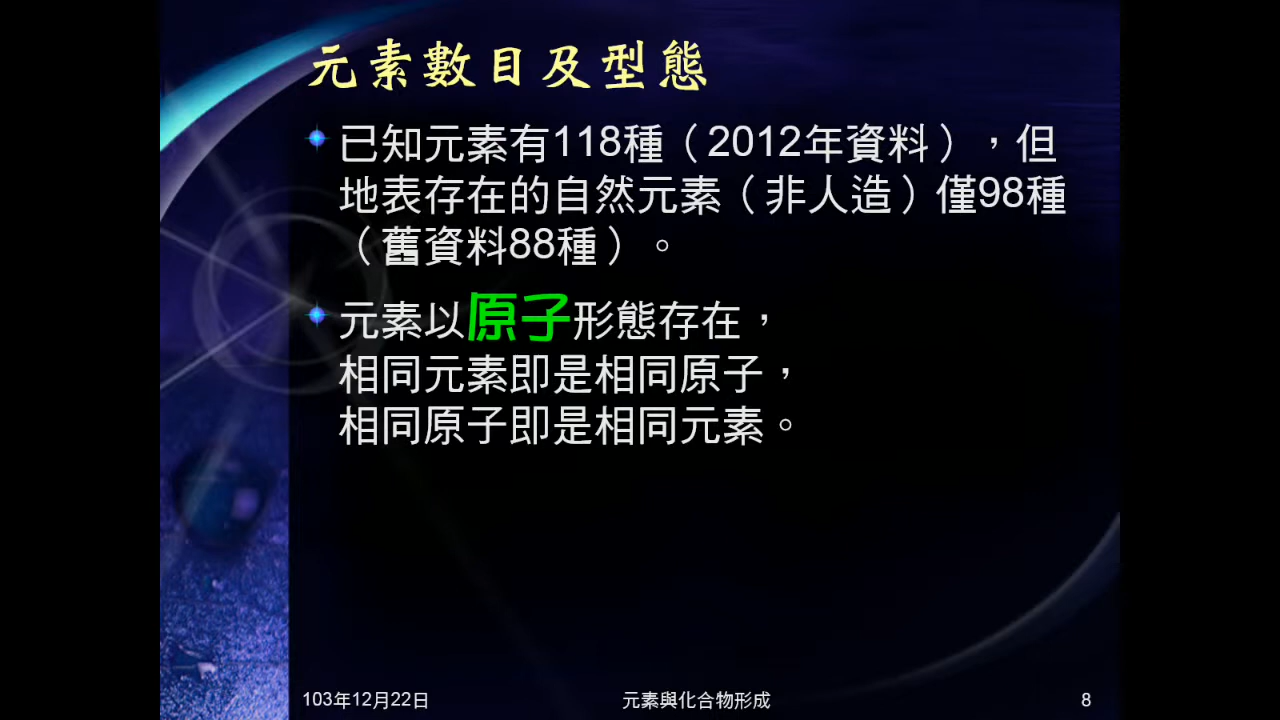 元素數目及型態
已知元素有118種（2012年資料），但
地表存在的自然元素（非人造）僅98種
（舊資料88種）。
元素以原子形態存在，
相同元素即是相同原子，
相同原子即是相同元素。
103年12月22日 元素與化合物形成 8